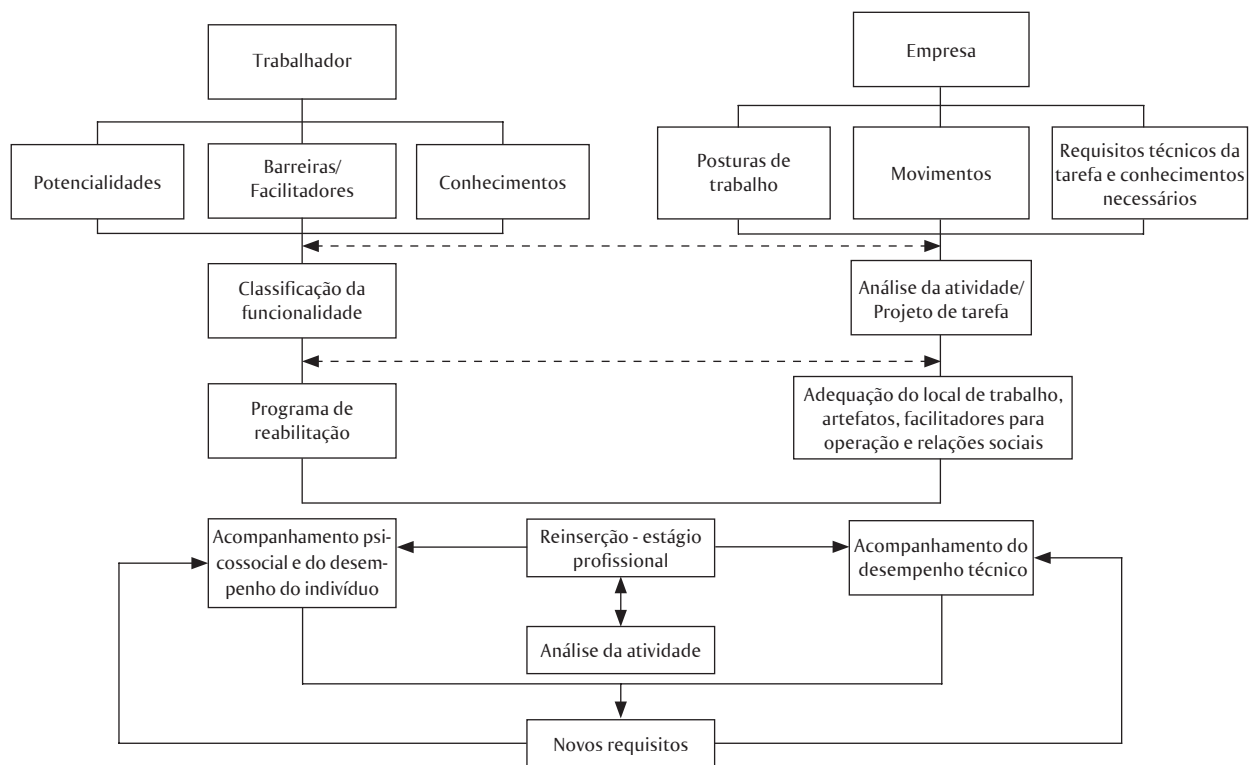 Trabalhador
Empresa
Potencialidades
Barreiras/
Facilitadores
Conhecimentos
Posturas de
trabalho
Movimentos
Requisitos técnicos da
tarefa e conhecimentos
necessários
Classificação da
funcionalidade
Análise da atividade/
Projeto de tarefa
Programa de
reabilitação
Adequação do local de trabalho,
artefatos, facilitadores para
operação e relações sociais
Acompanhamento psi-
cossocial e do desem-
penho do indivíduo
Reinserção - estágio
profissional
Acompanhamento do
desempenho técnico
Análise da atividade
Novos requisitos